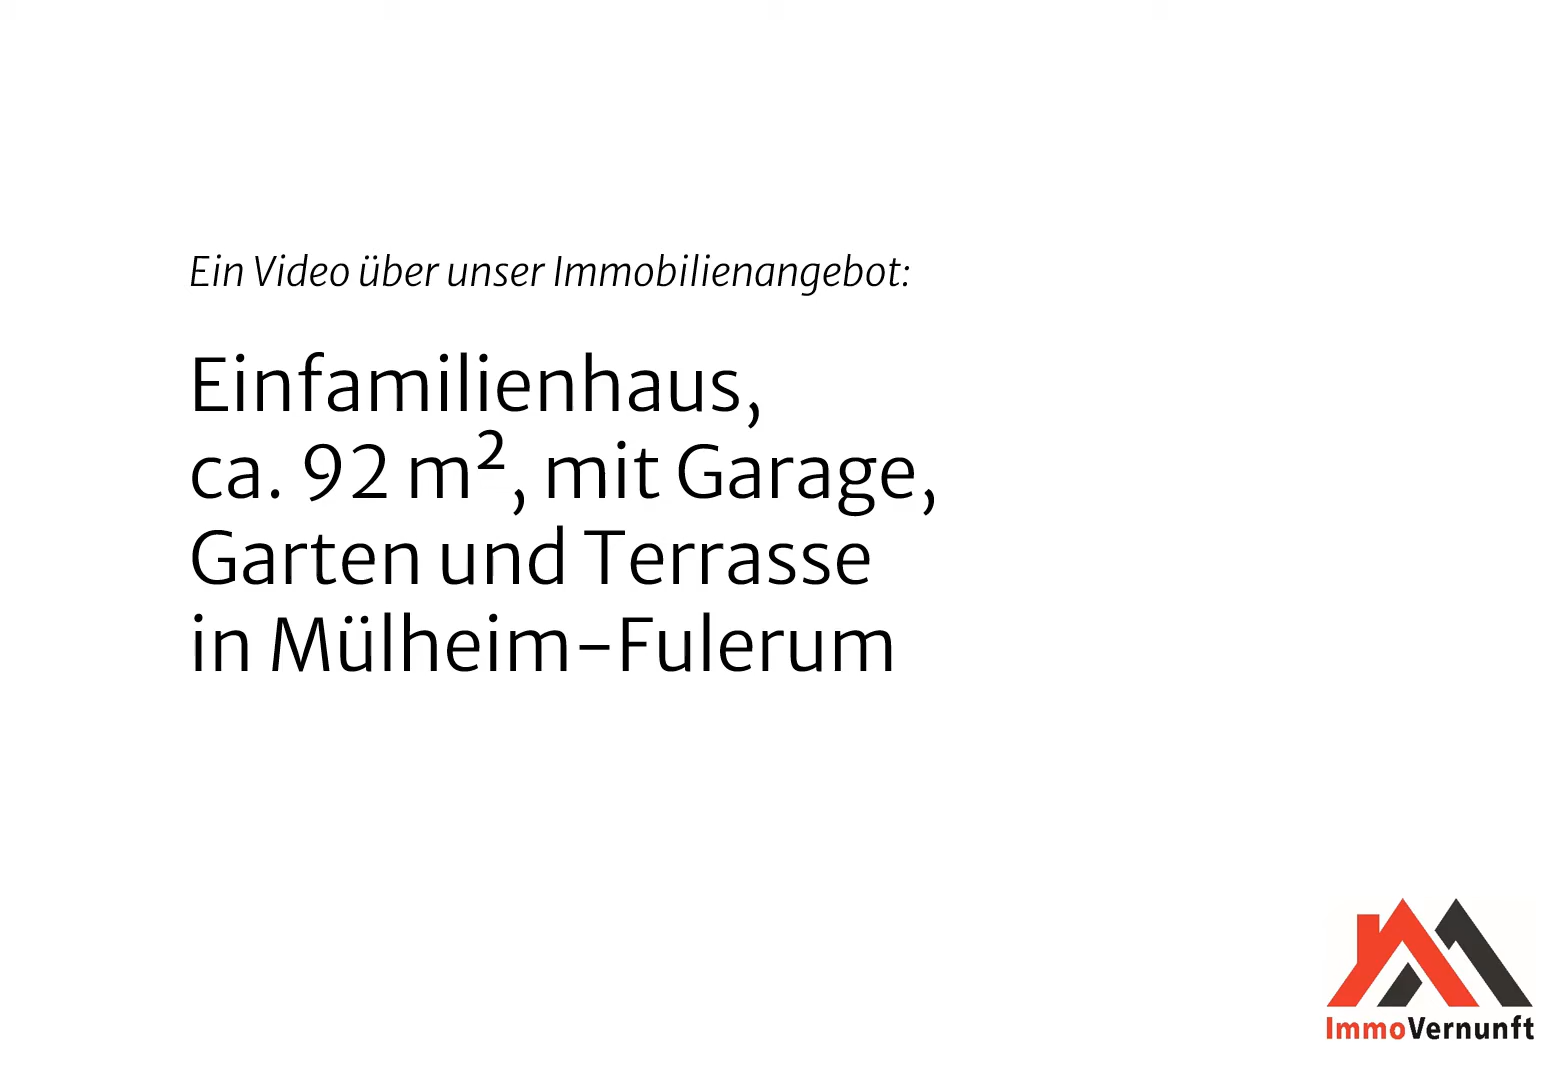 Ein Video über unser Immobilienangebot:
Einfamilienhaus,
ca. 92 m², mit Garage,
Garten und Terrasse
in Mülheim-Fulerum
ImmoVernunft